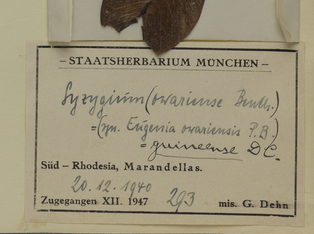 – STAATSHERBARIUM MÜNCHEN –
Syzygium (owariense Benth.)
=(syn. Eugenia owariensis P.B.)
= guineense DC.
Süd – Rhodesia, Marandellas.
20.12.1940
Zugegangen XII. 1947 293 mis. G. Dehn